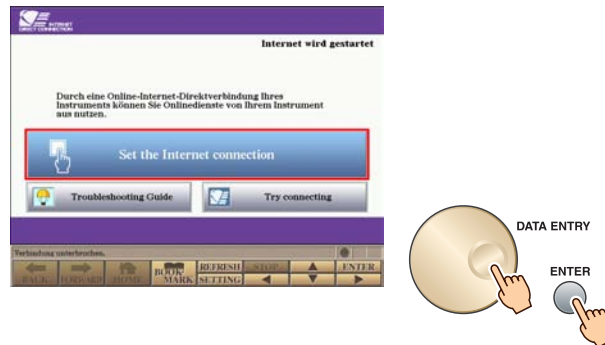 INTERNET
DIRECT CONNECTION
Internet wird gestartet
Durch eine Online-Internet-Direktverbindung Ihres
Instruments können Sie Onlinedienste von Ihrem Instrument
aus nutzen.
Set the Internet connection
Troubleshooting Guide
Try connecting
Verbindung unterbrochen.
BACK
FORWARD
HOME
BOOK
MARK
REFRESH
STOP
ENTER
SETTING
DATA ENTRY
ENTER